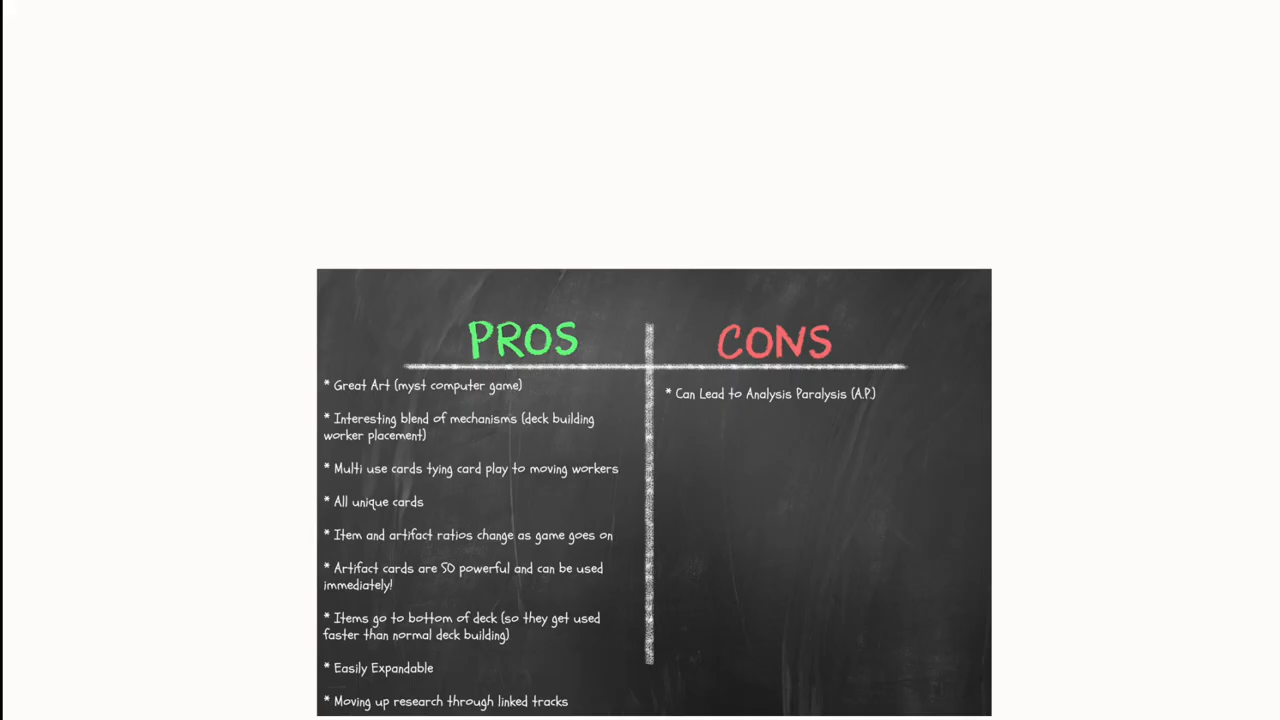 PROS
CONS
* Great Art (myst computer game)
* Interesting blend of mechanisms (deck building
worker placement)
* Multi use cards tying card play to moving workers
* All unique cards
* Item and artifact ratios change as game goes on
* Artifact cards are SO powerful and can be used
immediately!
* Items go to bottom of deck (so they get used
faster than normal deck building)
* Easily Expandable
* Moving up research through linked tracks
* Can Lead to Analysis Paralysis (A.P.)